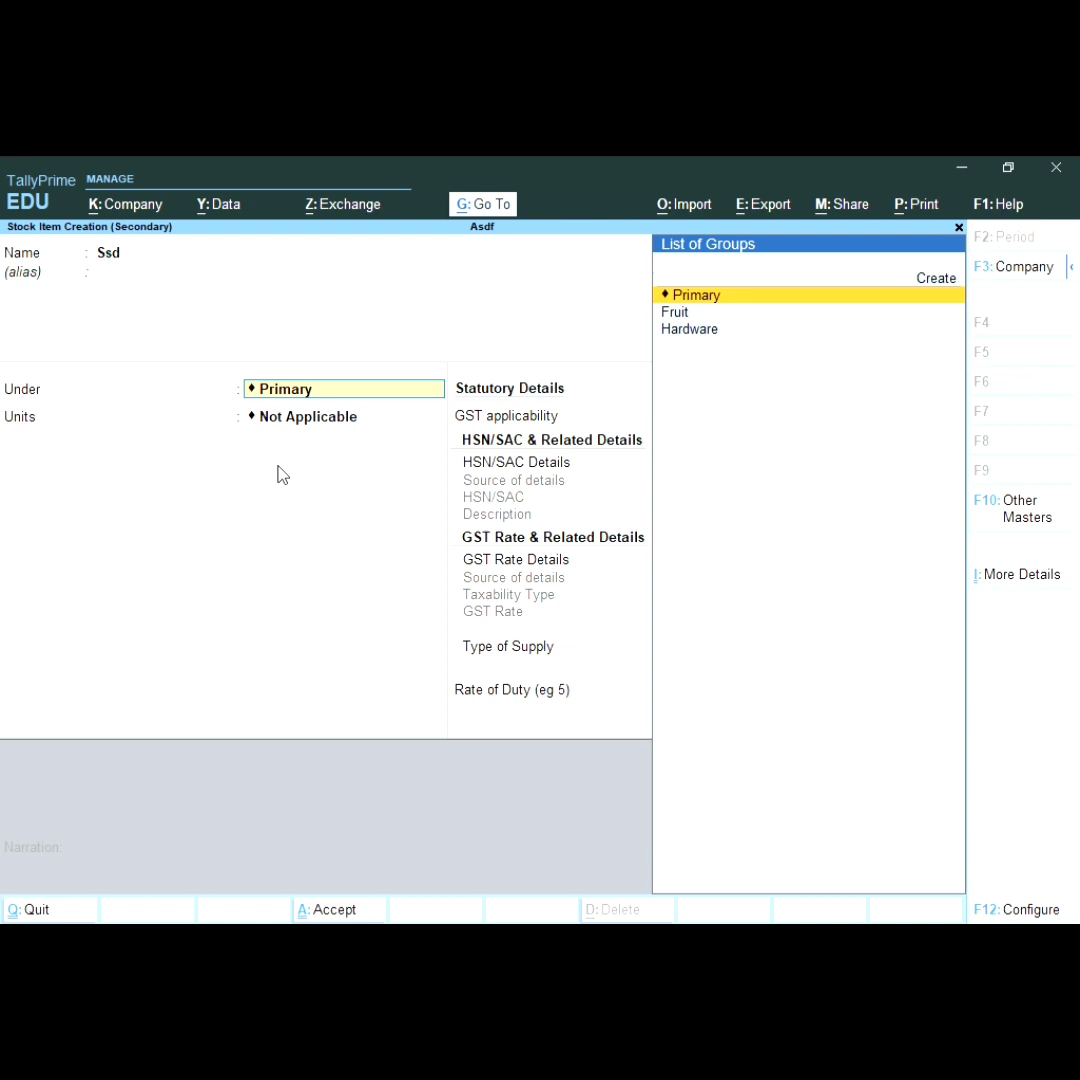 TallyPrime MANAGE
EDU K: Company Y: Data Z: Exchange G: Go To O: Import E: Export M: Share P: Print F1: Help
Stock Item Creation (Secondary) Asdf
Name : Ssd
(alias) :
Under : ♦ Primary
Units : ♦ Not Applicable
Statutory Details
GST applicability
HSN/SAC & Related Details
HSN/SAC Details
Source of details
HSN/SAC
Description
GST Rate & Related Details
GST Rate Details
Source of details
Taxability Type
GST Rate
Type of Supply
Rate of Duty (eg 5)
List of Groups
Create
♦ Primary
Fruit
Hardware
F2: Period
F3: Company
F4
F5
F6
F7
F8
F9
F10: Other
Masters
I: More Details
Narration:
Q: Quit A: Accept D: Delete F12: Configure